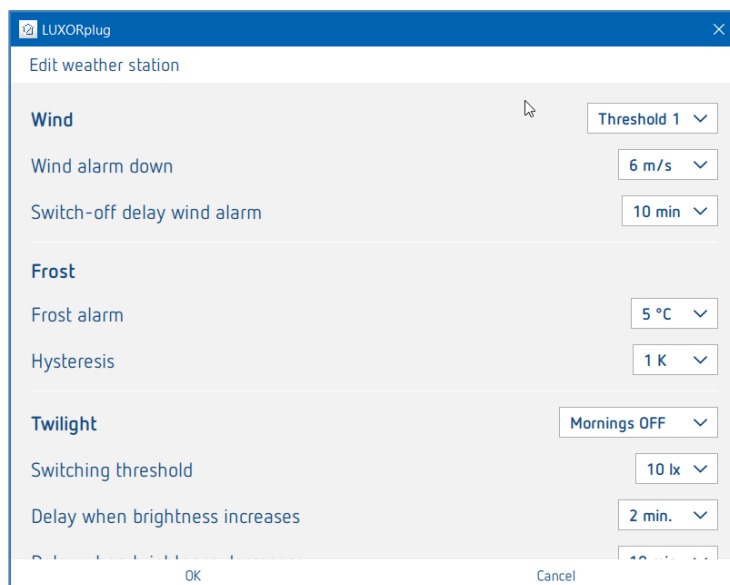 LUXORplug
Edit weather station
Wind Threshold 1
Wind alarm down 6 m/s
Switch-off delay wind alarm 10 min
Frost
Frost alarm 5 °C
Hysteresis 1 K
Twilight Mornings OFF
Switching threshold 10 lx
Delay when brightness increases 2 min.
OK Cancel